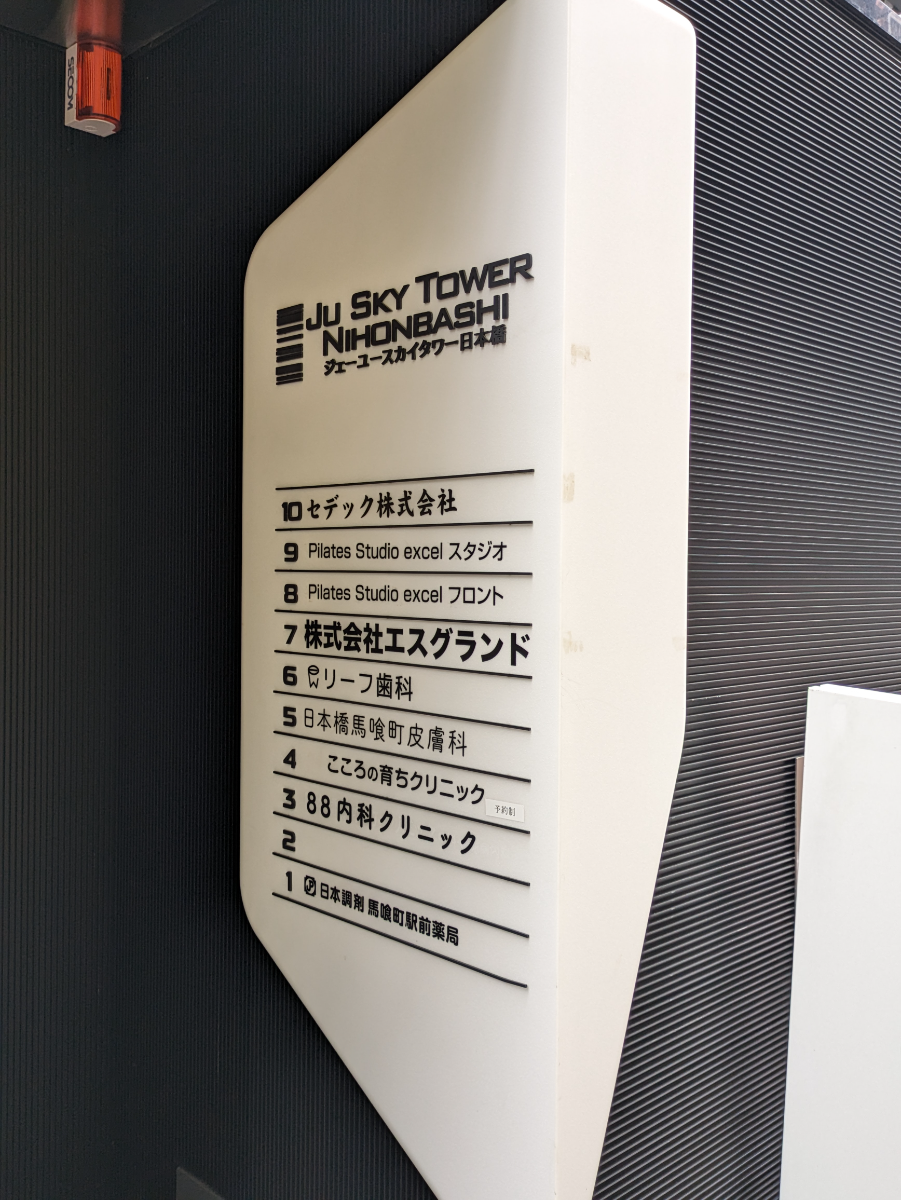 SECOM
JU SKY TOWER
NIHONBASHI
ジェーユースカイタワー日本橋
10 セデック株式会社
9 Pilates Studio excel スタジオ
8 Pilates Studio excel フロント
7 株式会社エスグランド
6 リーフ歯科
5 日本橋馬喰町皮膚科
4 こころの育ちクリニック
予約制
3 88内科クリニック
2
1 日本調剤 馬喰町駅前薬局